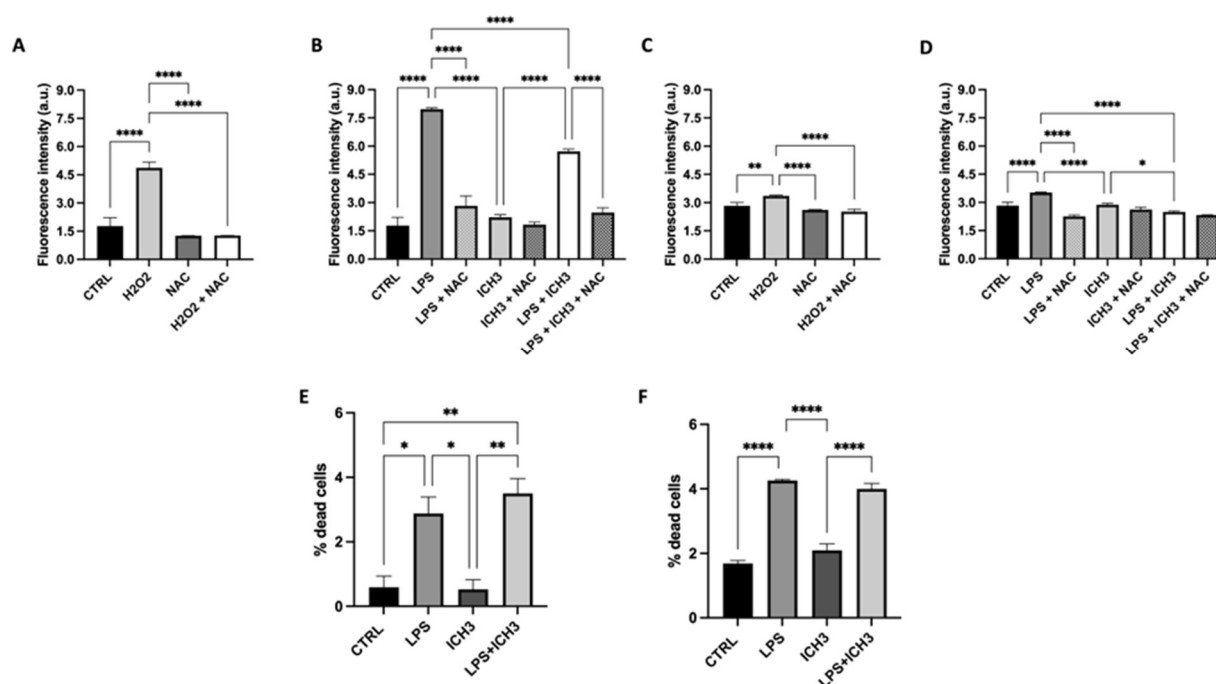 A
Fluorescence intensity (a.u.)
9.0
7.5
6.0
4.5
3.0
1.5
0.0
****
****
****
CTRL
H2O2
NAC
H2O2 + NAC
B
Fluorescence intensity (a.u.)
9.0
7.5
6.0
4.5
3.0
1.5
0.0
****
****
****
****
****
****
CTRL
LPS
LPS + NAC
ICH3
ICH3 + NAC
LPS + ICH3
LPS + ICH3 + NAC
C
Fluorescence intensity (a.u.)
9.0
7.5
6.0
4.5
3.0
1.5
0.0
****
**
****
CTRL
H2O2
NAC
H2O2 + NAC
D
Fluorescence intensity (a.u.)
9.0
7.5
6.0
4.5
3.0
1.5
0.0
****
****
****
****
*
CTRL
LPS
LPS + NAC
ICH3
ICH3 + NAC
LPS + ICH3
LPS + ICH3 + NAC
E
% dead cells
6
4
2
0
**
*
*
**
CTRL
LPS
ICH3
LPS+ICH3
F
% dead cells
6
4
2
0
****
****
****
CTRL
LPS
ICH3
LPS+ICH3